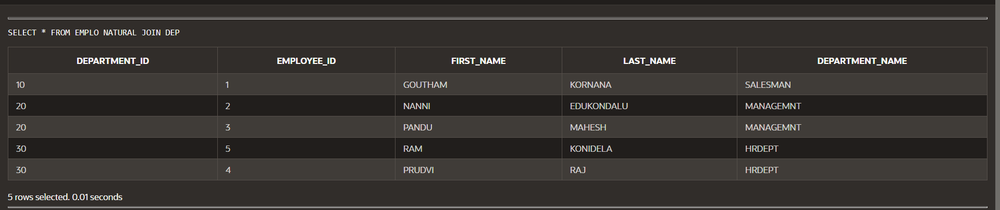 SELECT * FROM EMPLO NATURAL JOIN DEP
DEPARTMENT_ID EMPLOYEE_ID FIRST_NAME LAST_NAME DEPARTMENT_NAME
10 1 GOUTHAM KORNANA SALESMAN
20 2 NANNI EDUKONDALU MANAGEMNT
20 3 PANDU MAHESH MANAGEMNT
30 5 RAM KONIDELA HRDEPT
30 4 PRUDVI RAJ HRDEPT
5 rows selected. 0.01 seconds